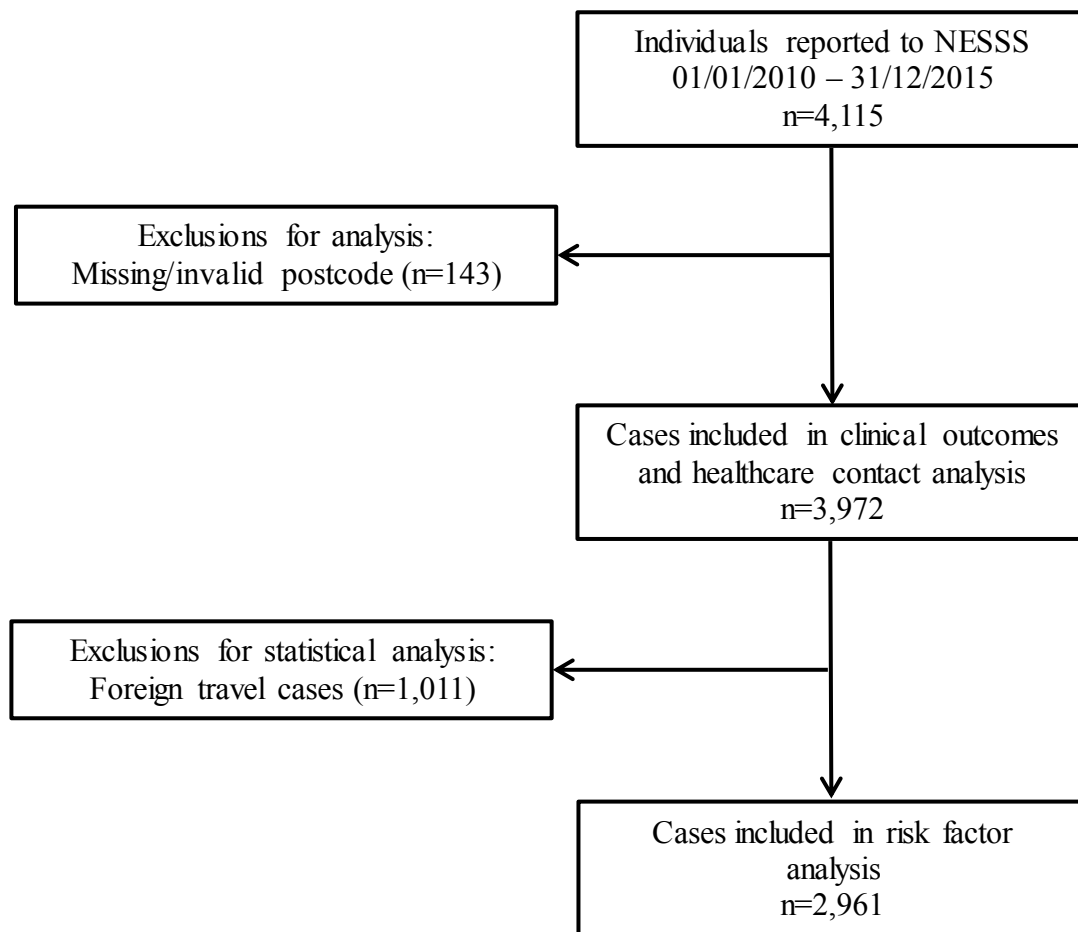 Individuals reported to NESSS
01/01/2010 – 31/12/2015
n=4,115
Exclusions for analysis:
Missing/invalid postcode (n=143)
Cases included in clinical outcomes
and healthcare contact analysis
n=3,972
Exclusions for statistical analysis:
Foreign travel cases (n=1,011)
Cases included in risk factor
analysis
n=2,961